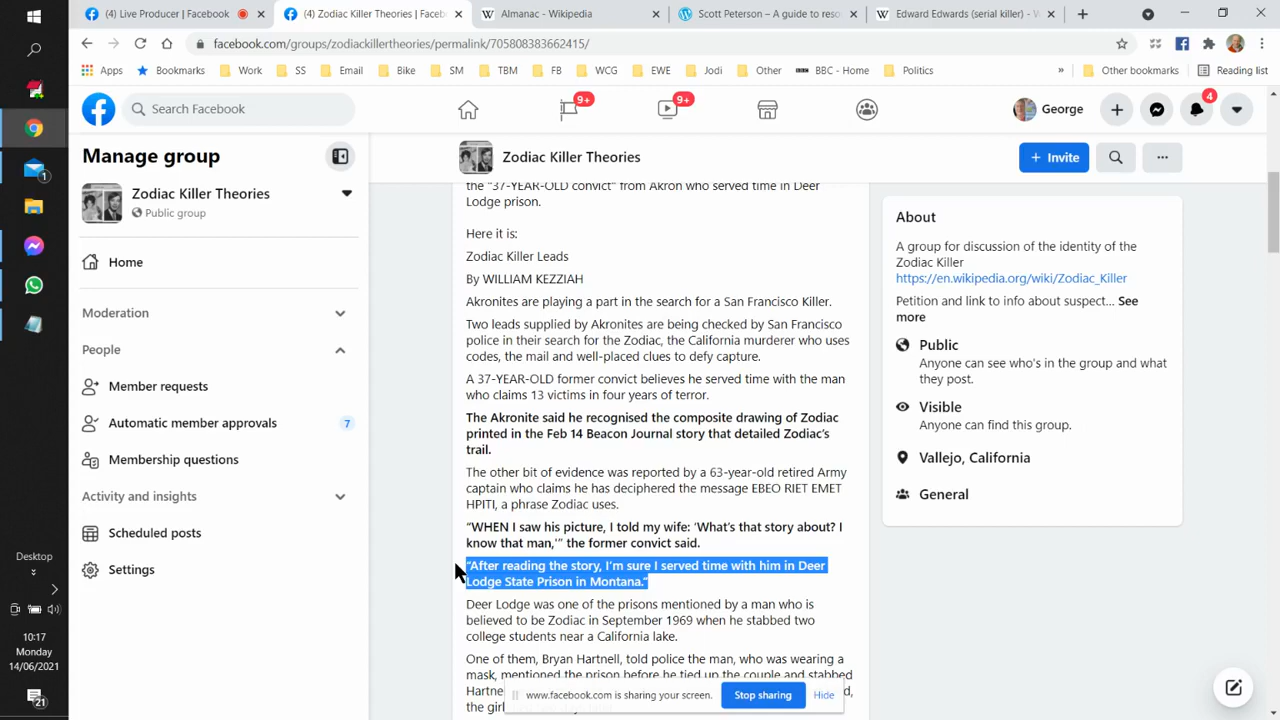 (4) Live Producer | Facebook
(4) Zodiac Killer Theories | Faceb
Almanac - Wikipedia
Scott Peterson – A guide to reso
Edward Edwards (serial killer) - W
facebook.com/groups/zodiackillertheories/permalink/705808383662415/
Apps
Bookmarks
Work
SS
Email
Bike
SM
TBM
FB
WCG
EWE
Jodi
Other
BBC - Home
Politics
»
Other bookmarks
Reading list
Search Facebook
9+
9+
George
4
Manage group
Zodiac Killer Theories
Public group
Home
Moderation
People
Member requests
Automatic member approvals
7
Membership questions
Activity and insights
Scheduled posts
Settings
Zodiac Killer Theories
+ Invite
the "37-YEAR-OLD convict" from Akron who served time in Deer
Lodge prison.
Here it is:
Zodiac Killer Leads
By WILLIAM KEZZIAH
Akronites are playing a part in the search for a San Francisco Killer.
Two leads supplied by Akronites are being checked by San Francisco
police in their search for the Zodiac, the California murderer who uses
codes, the mail and well-placed clues to defy capture.
A 37-YEAR-OLD former convict believes he served time with the man
who claims 13 victims in four years of terror.
The Akronite said he recognised the composite drawing of Zodiac
printed in the Feb 14 Beacon Journal story that detailed Zodiac's
trail.
The other bit of evidence was reported by a 63-year-old retired Army
captain who claims he has deciphered the message EBEO RIET EMET
HPITI, a phrase Zodiac uses.
"WHEN I saw his picture, I told my wife: 'What's that story about? I
know that man,'" the former convict said.
"After reading the story, I'm sure I served time with him in Deer
Lodge State Prison in Montana."
Deer Lodge was one of the prisons mentioned by a man who is
believed to be Zodiac in September 1969 when he stabbed two
college students near a California lake.
One of them, Bryan Hartnell, told police the man, who was wearing a
mask, mentioned the prison before he tied up the couple and stabbed
www.facebook.com is sharing your screen.
Stop sharing
Hide
About
A group for discussion of the identity of the
Zodiac Killer
https://en.wikipedia.org/wiki/Zodiac_Killer
Petition and link to info about suspect... See
more
Public
Anyone can see who's in the group and what
they post.
Visible
Anyone can find this group.
Vallejo, California
General
1
Desktop
10:17
Monday
14/06/2021
21